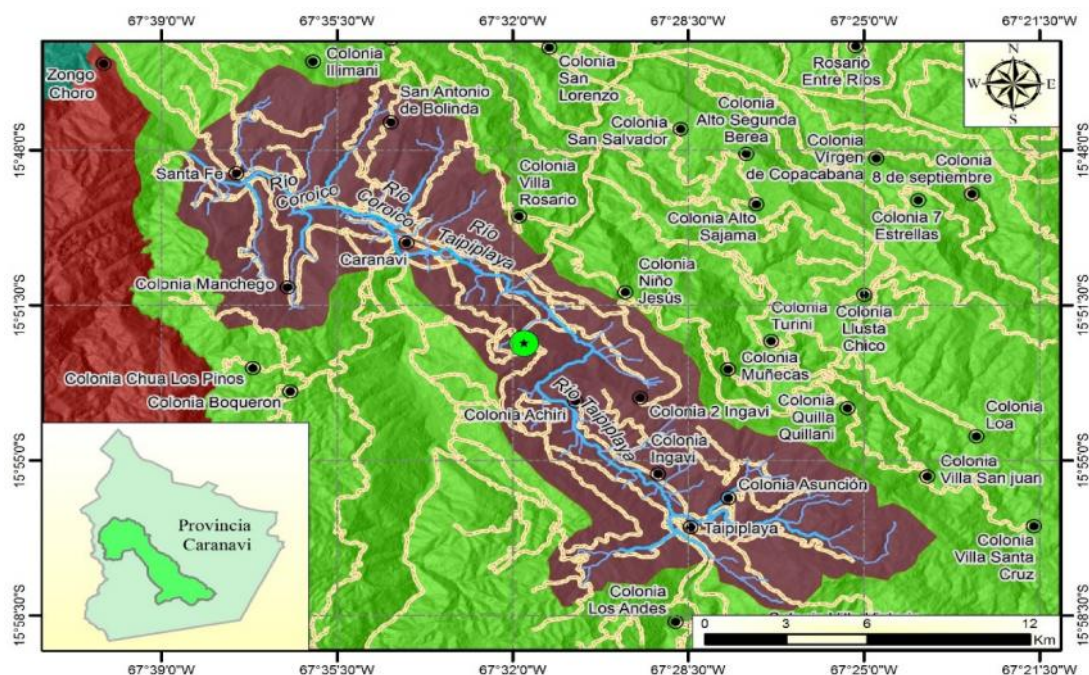 67°39'0"W 67°35'30"W 67°32'0"W 67°28'30"W 67°25'0"W 67°21'30"W
Zongo
Choro
Colonia
Illimani
Colonia
San
Lorenzo
Rosario
Entre Ríos
N
W E
S
San Antonio
de Bolinda
Colonia
San Salvador
Colonia
Alto Segunda
Berea
Colonia
Virgen
de Copacabana
Colonia
8 de septiembre
15°48'0"S
15°48'0"S
Santa Fe
Río
Coroico
Río
Coroico
Río
Taipiplaya
Colonia
Villa
Rosario
Colonia Alto
Sajama
Colonia 7
Estrellas
Caranavi
Colonia Manchego
Colonia
Niño
Jesús
Colonia
Turini
Colonia
Llusta
Chico
15°51'30"S
15°51'30"S
Colonia Chua Los Pinos
Colonia Boqueron
Colonia
Muñecas
Río Taipiplaya
Colonia Achiri
Colonia 2 Ingavi
Colonia
Quilla
Quillani
Colonia
Loa
Colonia
Ingavi
Colonia
Villa San juan
15°55'0"S
15°55'0"S
Colonia Asunción
Taipiplaya
Colonia
Villa Santa
Cruz
Provincia
Caranavi
Colonia
Los Andes
15°58'30"S
15°58'30"S
0 3 6 12
Km
67°39'0"W 67°35'30"W 67°32'0"W 67°28'30"W 67°25'0"W 67°21'30"W